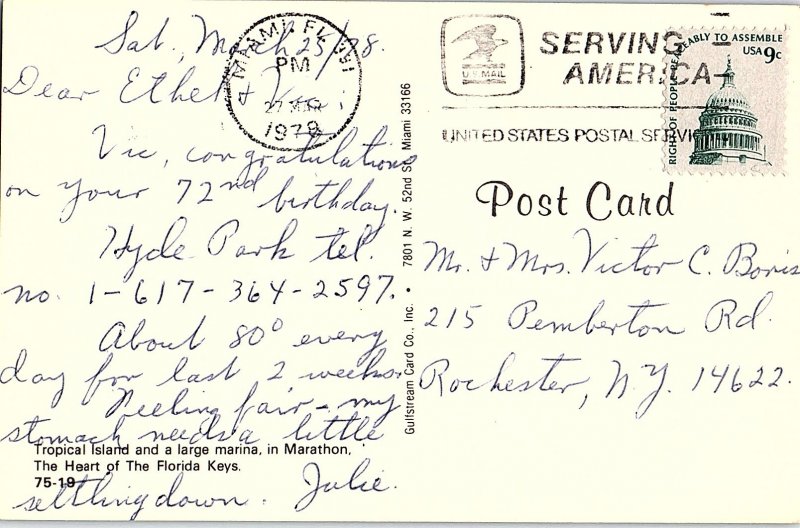 Sat., March 25/78.
Dear Ethel & Vic:
Vic, congratulations
on your 72nd birthday.
Hyde Park tel.
no. 1-617-364-2597.
About 80° every
day for last 2 weeks.
Feeling fair - my
stomach needs a little
settling down. Julie.
Tropical Island and a large marina, in Marathon,
The Heart of The Florida Keys.
75-19
MIAMI, FL 331
PM
27 MAR
1978
Gulfstream Card Co., Inc. • 7801 N. W. 52nd St. Miami 33166
U.S. MAIL
SERVING
AMERICA
UNITED STATES POSTAL SERVICE
RIGHT OF PEOPLE PEACEABLY TO ASSEMBLE
USA 9c
Post Card
Mr. & Mrs. Victor C. Boris
215 Pemberton Rd.
Rochester, N.Y. 14622.